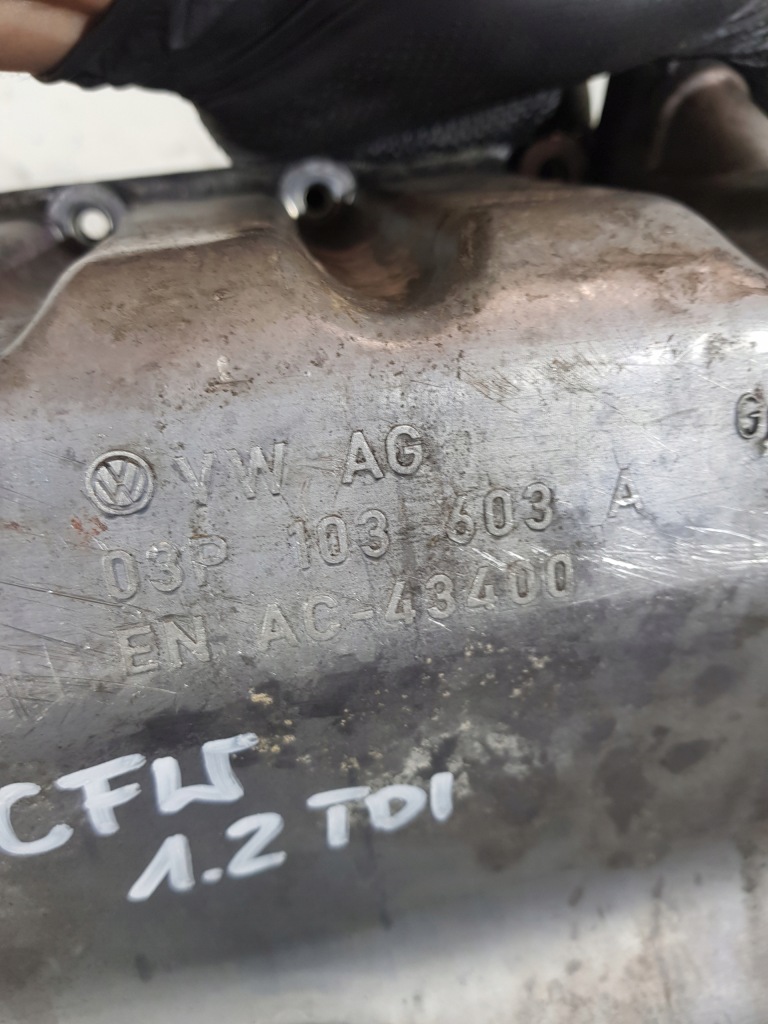 VW AG
03P 103 603 A
EN AC-43400
CFW
1.2 TDI